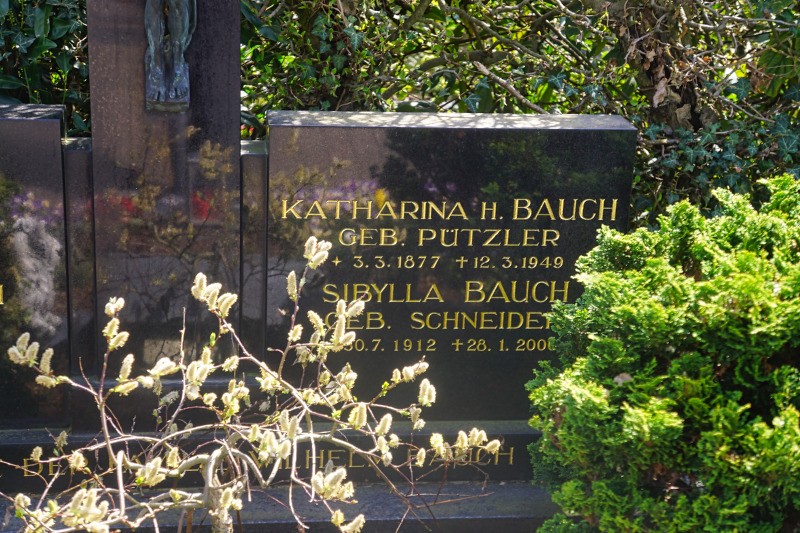 KATHARINA H. BAUCH
GEB. PÜTZLER
* 3.3.1877 † 12.3.1949
SIBYLLA BAUCH
GEB. SCHNEIDER
30.7.1912 † 28.1.
BAUCH